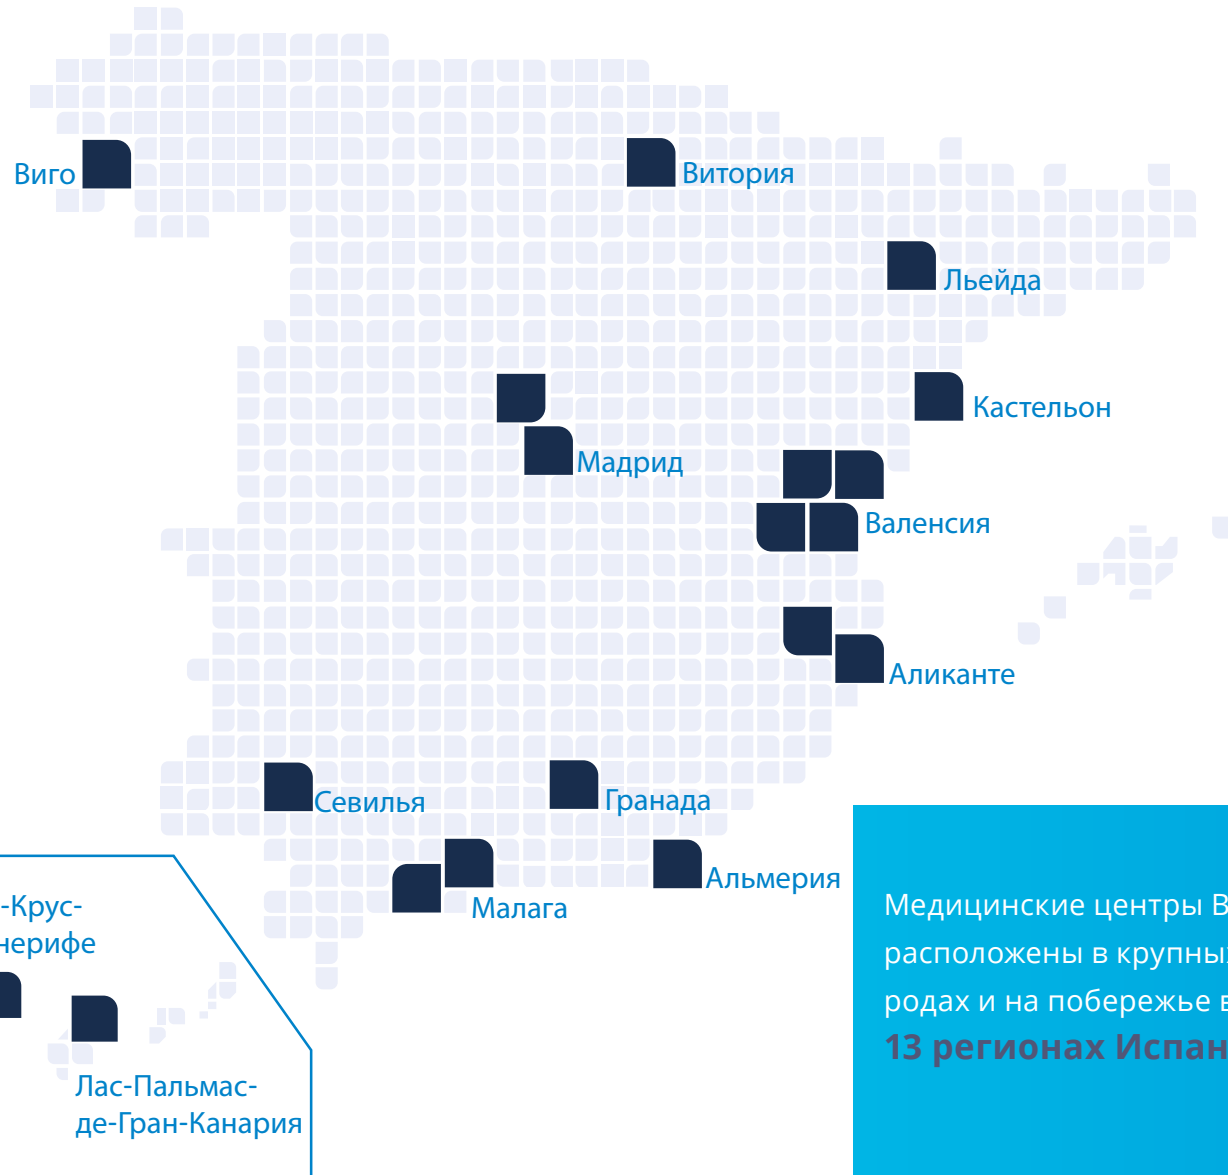 Виго
Витория
Льейда
Кастельон
Мадрид
Валенсия
Аликанте
Севилья
Гранада
Альмерия
Малага
-Крус-
нерифе
Лас-Пальмас-
де-Гран-Канария
Медицинские центры В
расположены в крупных
родах и на побережье в
13 регионах Испан